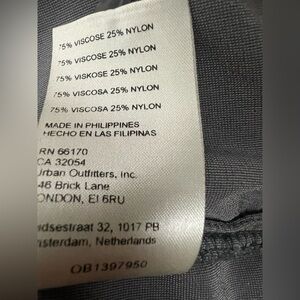 75% VISCOSE 25% NYLON
75% VISCOSE 25% NYLON
75% VISKOSE 25% NYLON
75% VISCOSA 25% NYLON
75% VISCOSA 25% NYLON
MADE IN PHILIPPINES
HECHO EN LAS FILIPINAS
RN 66170
CA 32054
Urban Outfitters, Inc.
46 Brick Lane
LONDON, E1 6RU
32, 1017 PB
Amsterdam, Netherlands
OB1397950